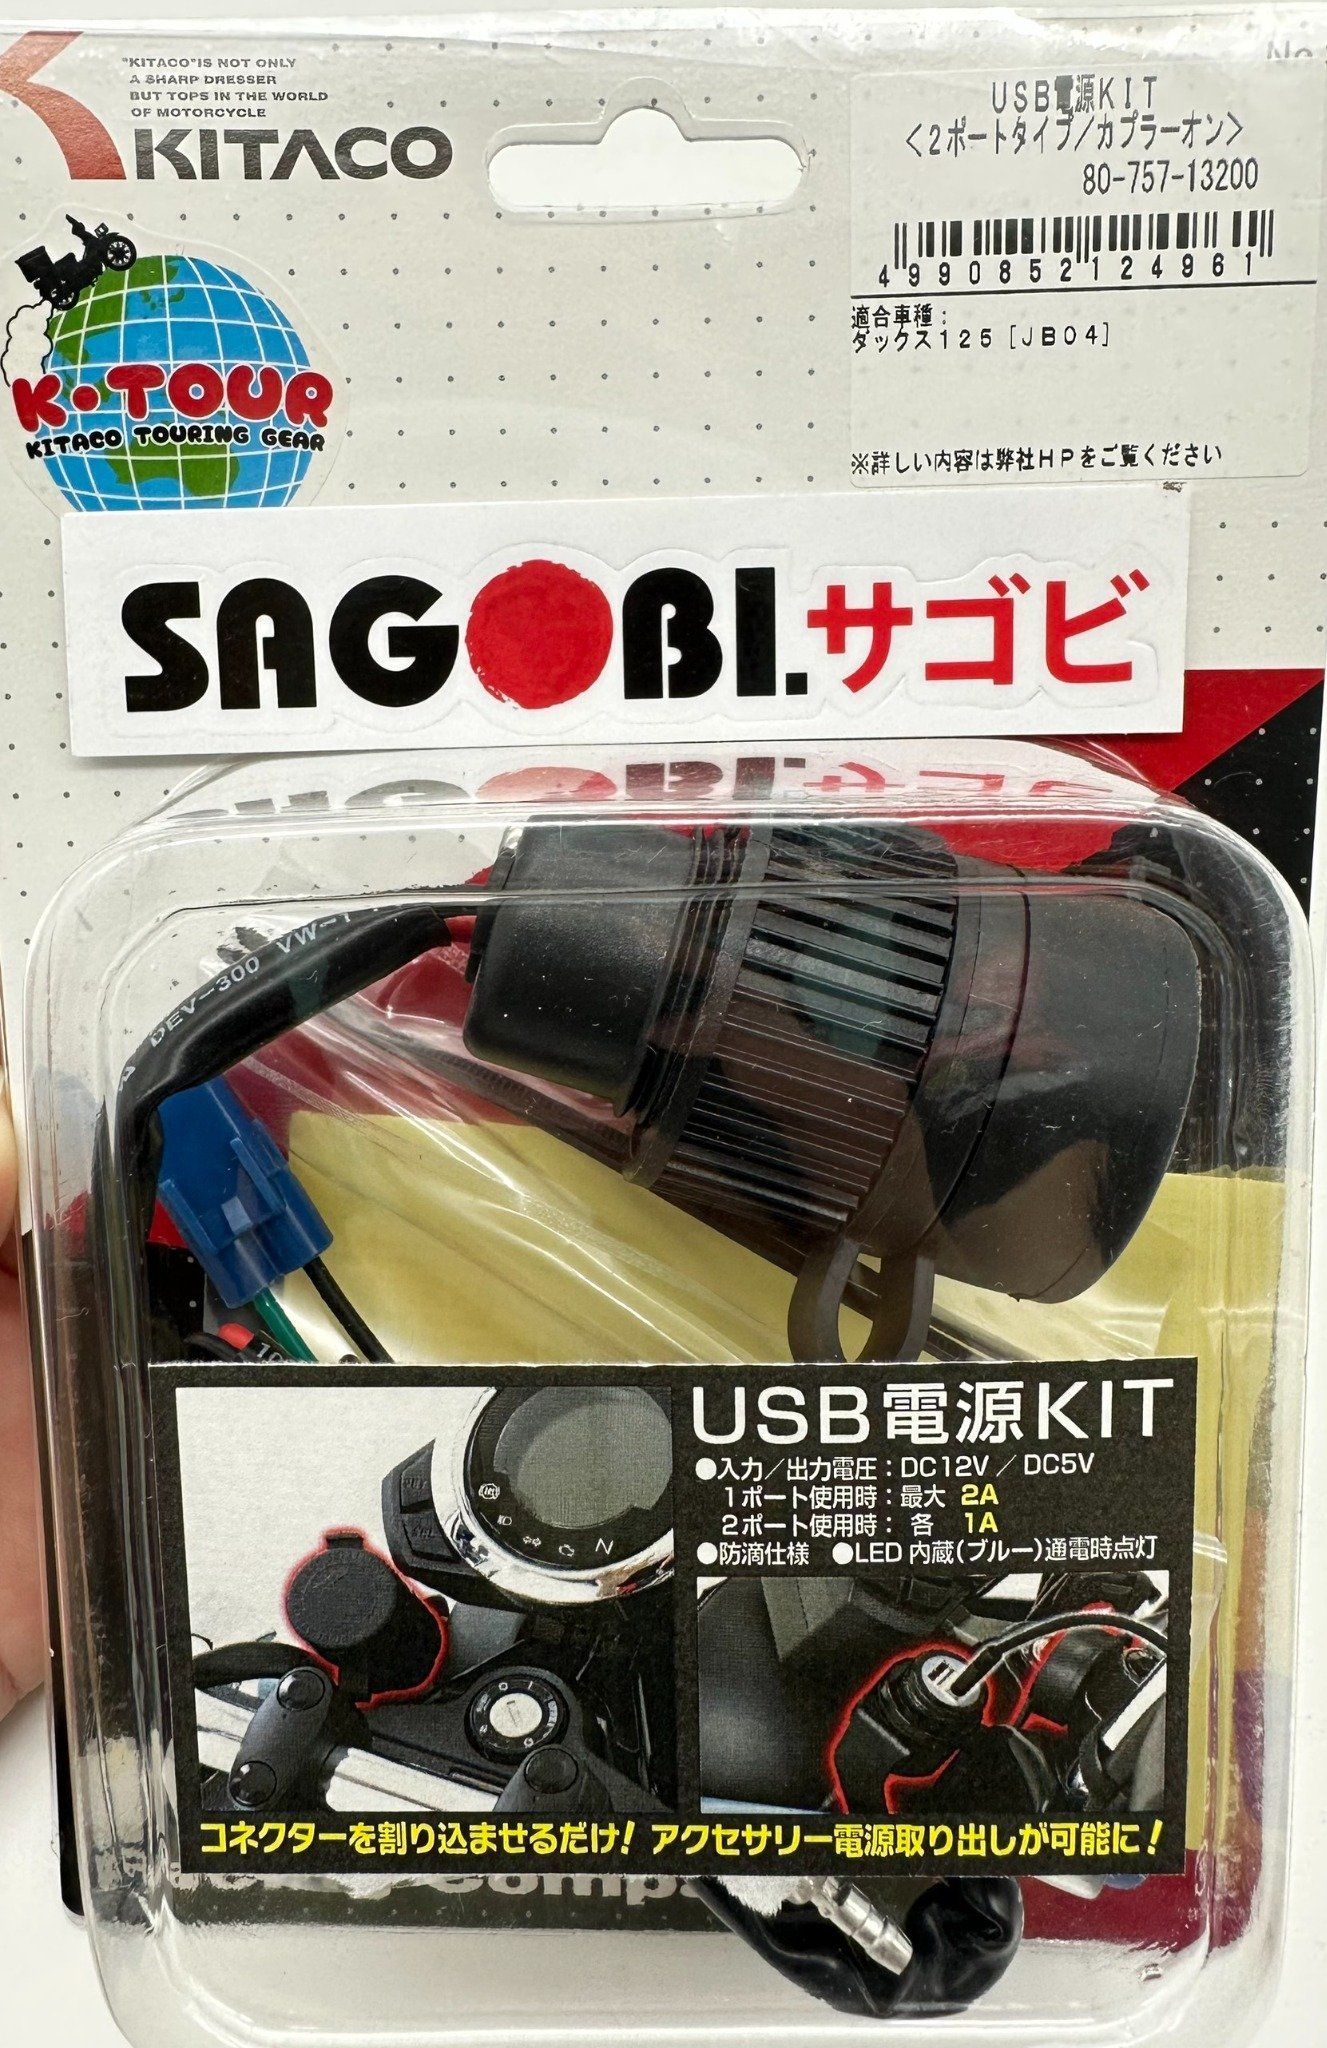 "KITACO"IS NOT ONLY
A SHARP DRESSER
BUT TOPS IN THE WORLD
OF MOTORCYCLE
KITACO
No
USB電源KIT
<2ポートタイプ/カプラーオン>
80-757-13200
4990852124961
適合車種：
ダックス125 [JB04]
※詳しい内容は弊社HPをご覧ください
K・TOUR
KITACO TOURING GEAR
SAGOBI.サゴビ
DEV-300 VW-1
USB電源KIT
●入力／出力電圧：DC12V／DC5V
1ポート使用時：最大 2A
2ポート使用時：各 1A
●防滴仕様 ●LED内蔵(ブルー)通電時点灯
N
コネクターを割り込ませるだけ! アクセサリー電源取り出しが可能に!